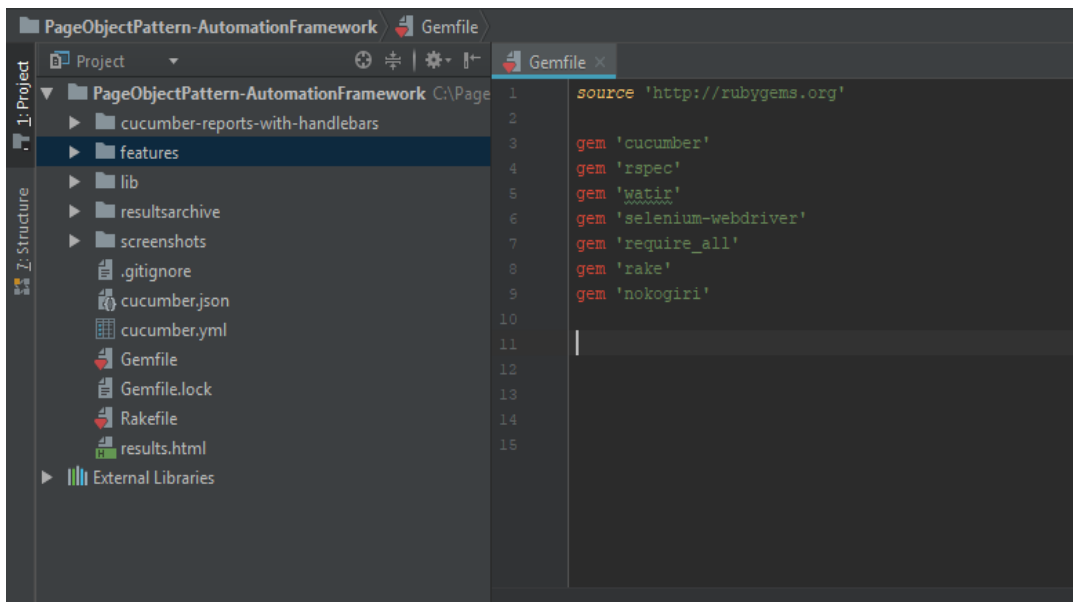 PageObjectPattern-AutomationFramework Gemfile
1: Project
7: Structure
Project
PageObjectPattern-AutomationFramework C:\Page
cucumber-reports-with-handlebars
features
lib
resultsarchive
screenshots
.gitignore
cucumber.json
cucumber.yml
Gemfile
Gemfile.lock
Rakefile
results.html
External Libraries
Gemfile
1 source 'http://rubygems.org'
2
3 gem 'cucumber'
4 gem 'rspec'
5 gem 'watir'
6 gem 'selenium-webdriver'
7 gem 'require_all'
8 gem 'rake'
9 gem 'nokogiri'
10
11
12
13
14
15